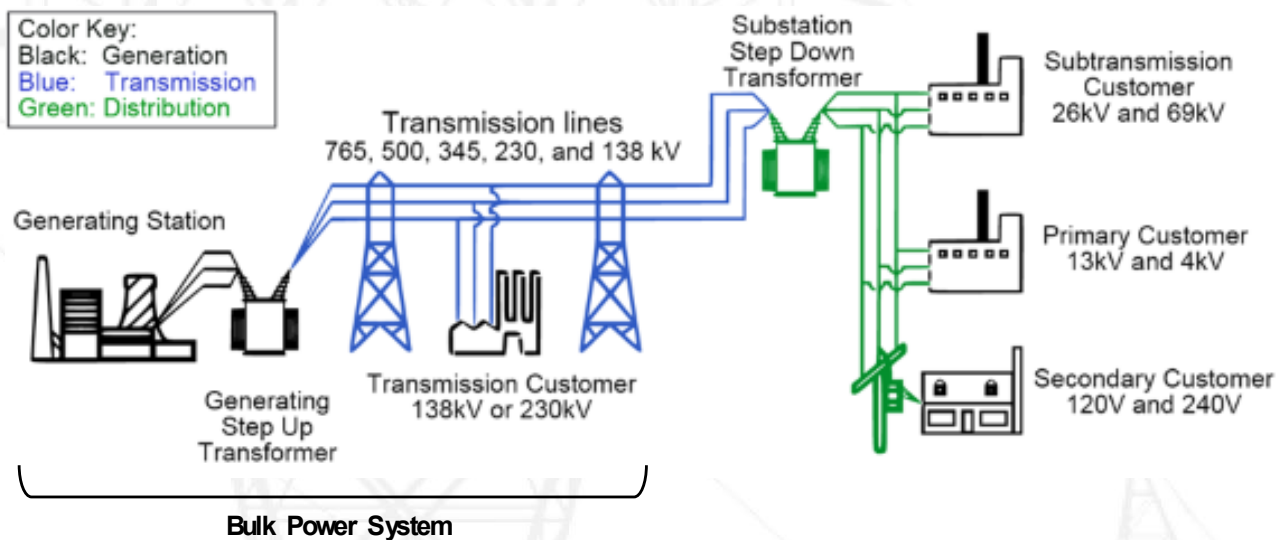 Color Key:
Black: Generation
Blue: Transmission
Green: Distribution
Substation
Step Down
Transformer
Subtransmission
Customer
26kV and 69kV
Transmission lines
765, 500, 345, 230, and 138 kV
Generating Station
Primary Customer
13kV and 4kV
Transmission Customer
138kV or 230kV
Secondary Customer
120V and 240V
Generating
Step Up
Transformer
Bulk Power System